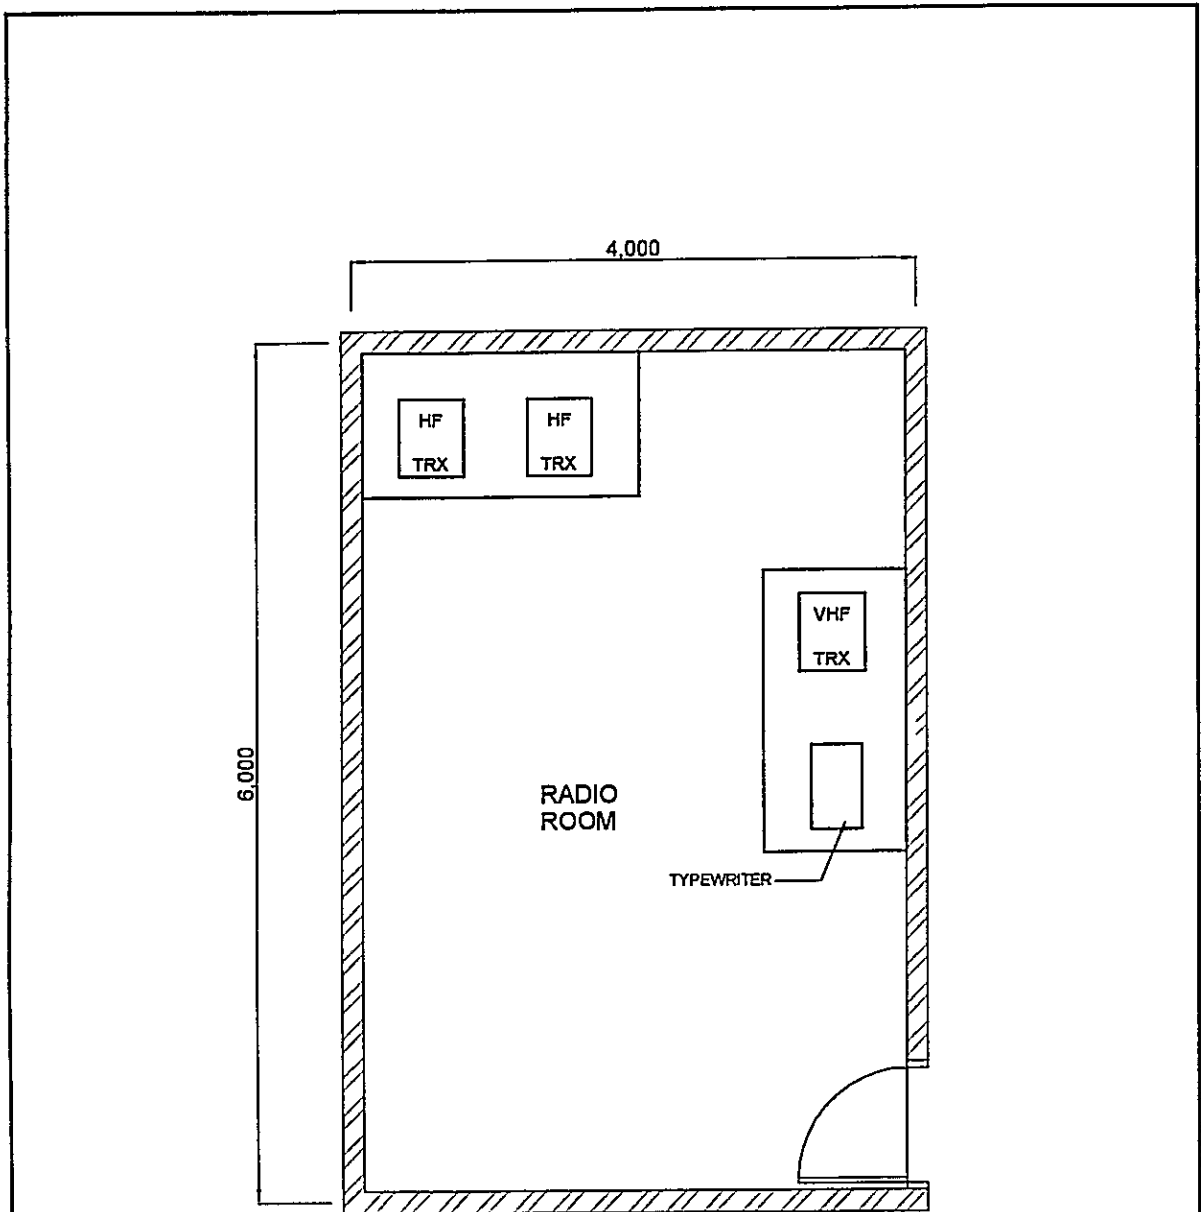 4,000
HF
TRX
HF
TRX
VHF
TRX
6,000
RADIO
ROOM
TYPEWRITER